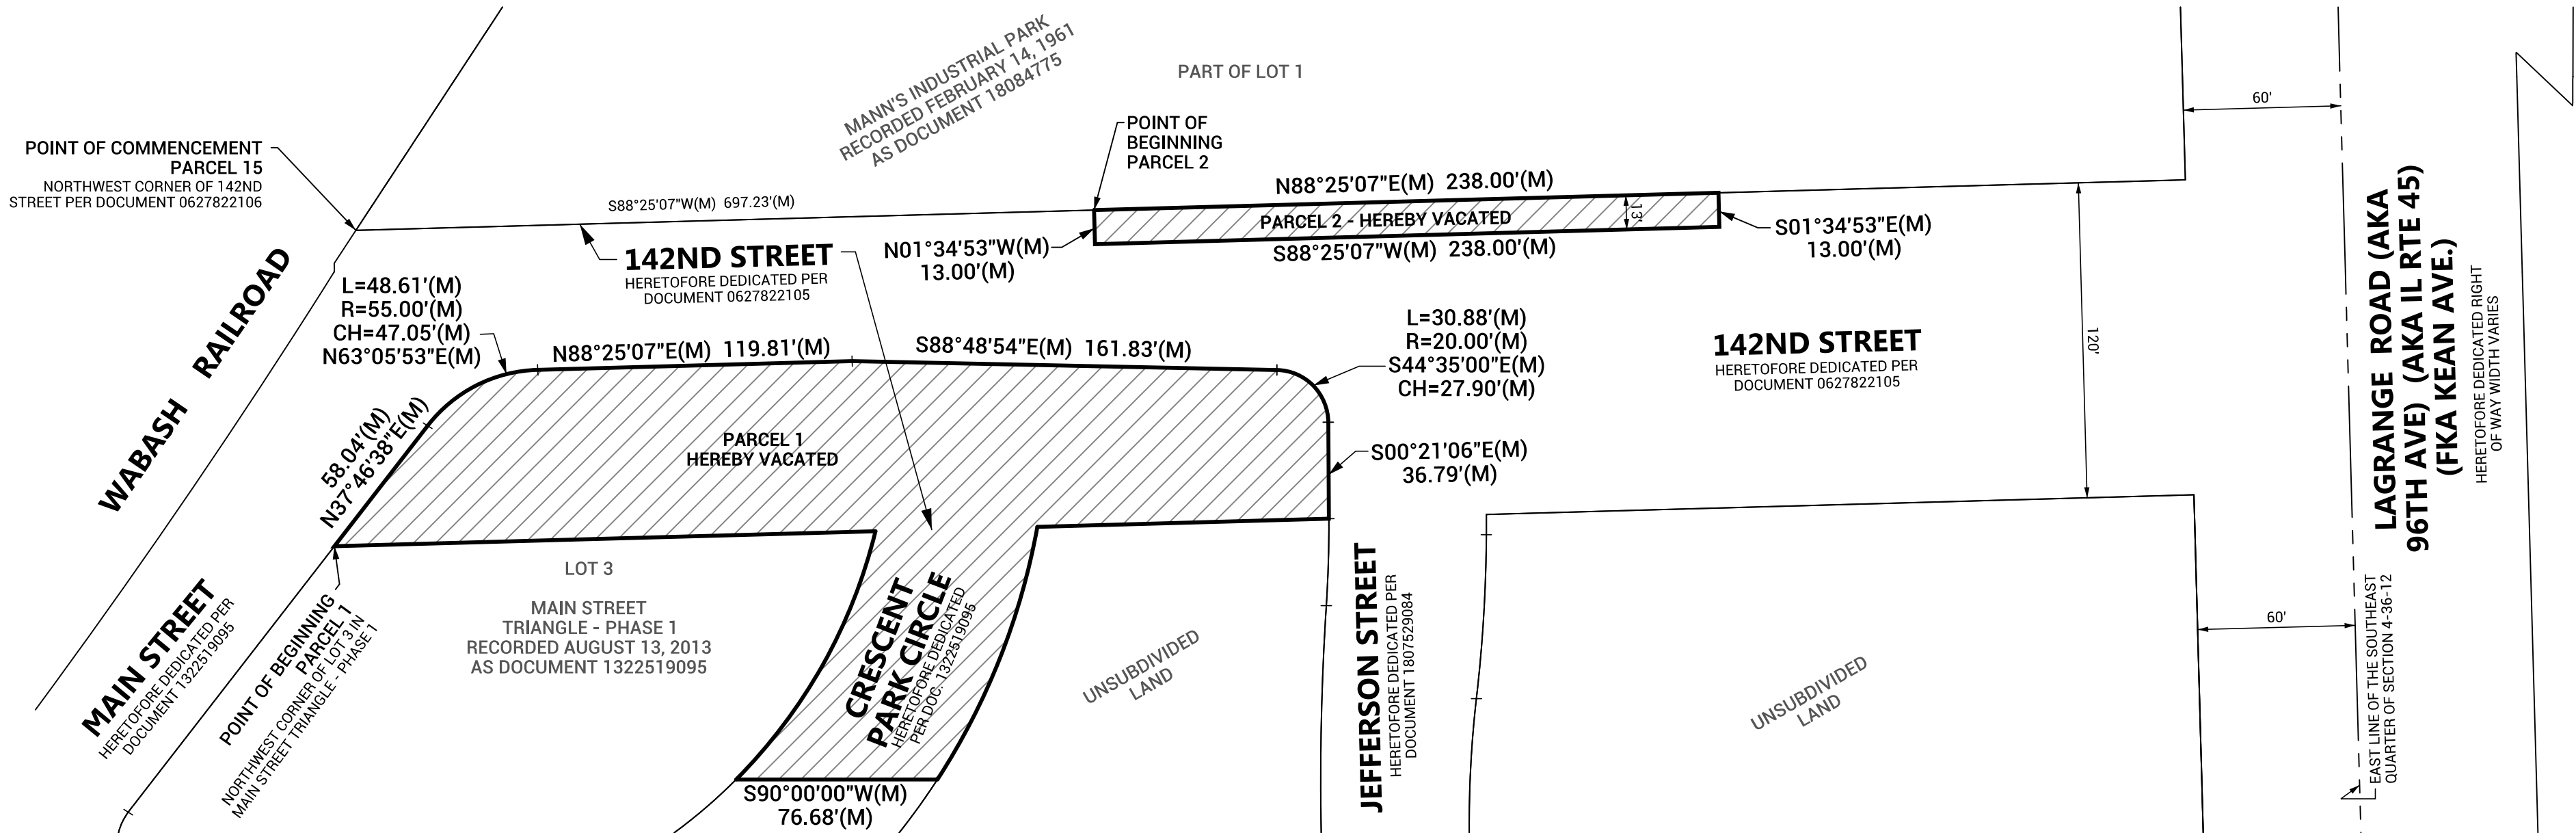 MANN'S INDUSTRIAL PARK
RECORDED FEBRUARY 14, 1961
AS DOCUMENT 18084775
PART OF LOT 1
60'
POINT OF COMMENCEMENT
PARCEL 15
NORTHWEST CORNER OF 142ND
STREET PER DOCUMENT 0627822106
POINT OF
BEGINNING
PARCEL 2
S88°25'07"W(M) 697.23'(M)
N88°25'07"E(M) 238.00'(M)
PARCEL 2 - HEREBY VACATED
13'
S88°25'07"W(M) 238.00'(M)
N01°34'53"W(M)
13.00'(M)
S01°34'53"E(M)
13.00'(M)
142ND STREET
HERETOFORE DEDICATED PER
DOCUMENT 0627822105
WABASH RAILROAD
L=48.61'(M)
R=55.00'(M)
CH=47.05'(M)
N63°05'53"E(M)
N88°25'07"E(M) 119.81'(M)
S88°48'54"E(M) 161.83'(M)
L=30.88'(M)
R=20.00'(M)
S44°35'00"E(M)
CH=27.90'(M)
142ND STREET
HERETOFORE DEDICATED PER
DOCUMENT 0627822105
120'
LAGRANGE ROAD (AKA
96TH AVE) (AKA IL RTE 45)
(FKA KEAN AVE.)
HERETOFORE DEDICATED RIGHT
OF WAY WIDTH VARIES
58.04'(M)
N37°46'38"E(M)
PARCEL 1
HEREBY VACATED
S00°21'06"E(M)
36.79'(M)
MAIN STREET
HERETOFORE DEDICATED PER
DOCUMENT 1322519095
POINT OF BEGINNING
PARCEL 1
NORTHWEST CORNER OF LOT 3 IN
MAIN STREET TRIANGLE - PHASE 1
LOT 3
MAIN STREET
TRIANGLE - PHASE 1
RECORDED AUGUST 13, 2013
AS DOCUMENT 1322519095
CRESCENT
PARK CIRCLE
HERETOFORE DEDICATED
PER DOC. 1322519095
S90°00'00"W(M)
76.68'(M)
UNSUBDIVIDED
LAND
JEFFERSON STREET
HERETOFORE DEDICATED PER
DOCUMENT 1807529084
UNSUBDIVIDED
LAND
60'
EAST LINE OF THE SOUTHEAST
QUARTER OF SECTION 4-36-12